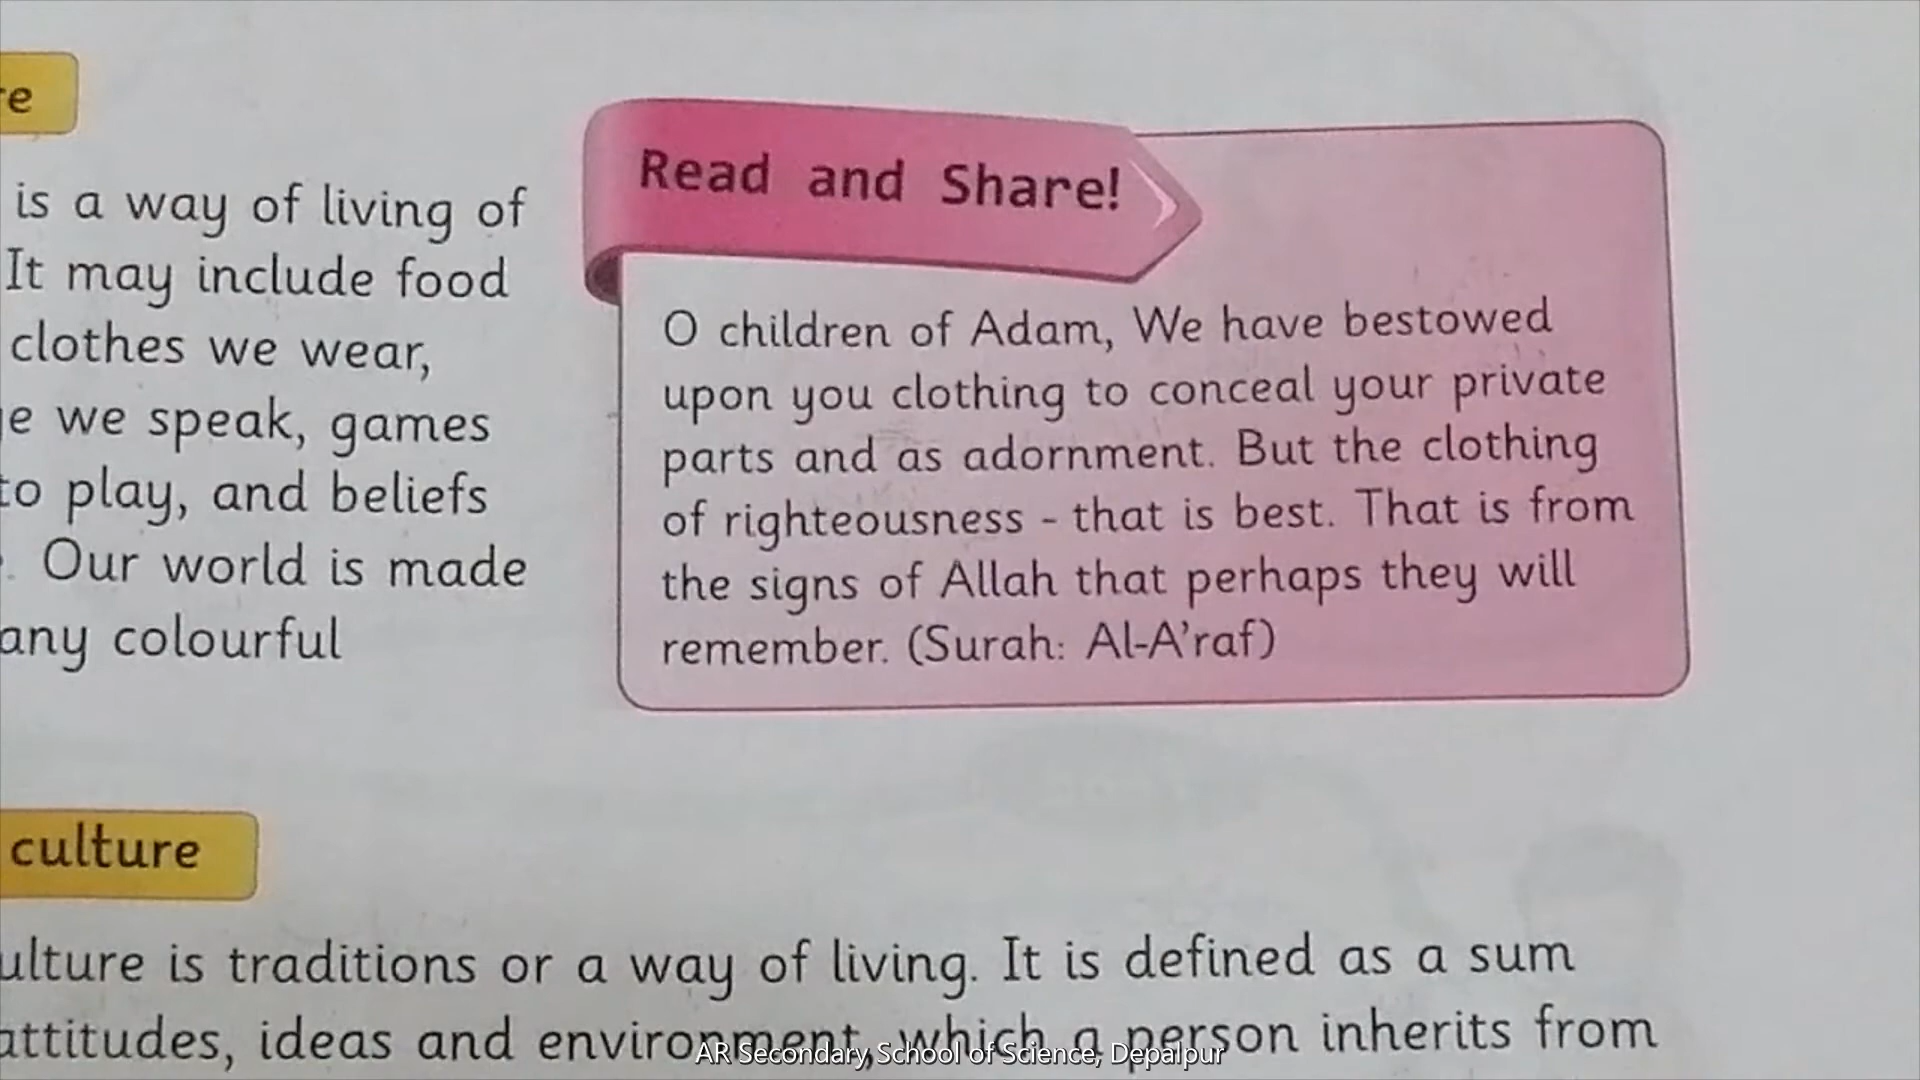 is a way of living of
It may include food
clothes we wear,
we speak, games
to play, and beliefs
Our world is made
colourful
Read and Share!
O children of Adam, We have bestowed
upon you clothing to conceal your private
parts and as adornment. But the clothing
of righteousness - that is best. That is from
the signs of Allah that perhaps they will
remember. (Surah: Al-A'raf)
culture
is traditions or a way of living. It is defined as a sum
attitudes, ideas and environment, which a person inherits from
AR Secondary School of Science, Depalpur